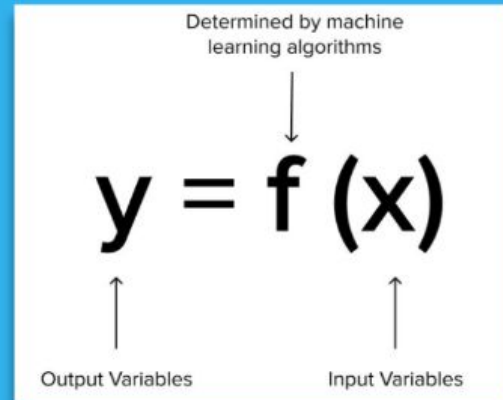 Determined by machine
learning algorithms
y = f (x)
Output Variables
Input Variables